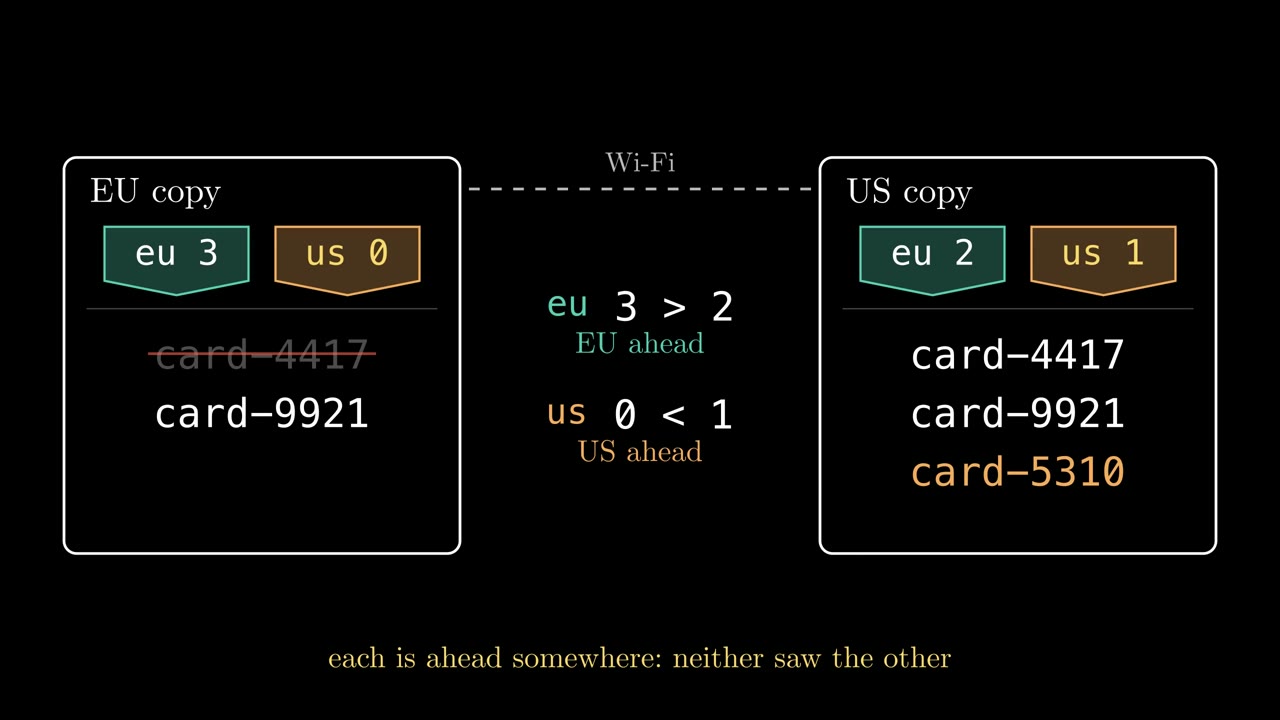 Wi-Fi
EU copy
eu 3
us 0
card-4417
card-9921
eu 3 > 2
EU ahead
us 0 < 1
US ahead
US copy
eu 2
us 1
card-4417
card-9921
card-5310
each is ahead somewhere: neither saw the other